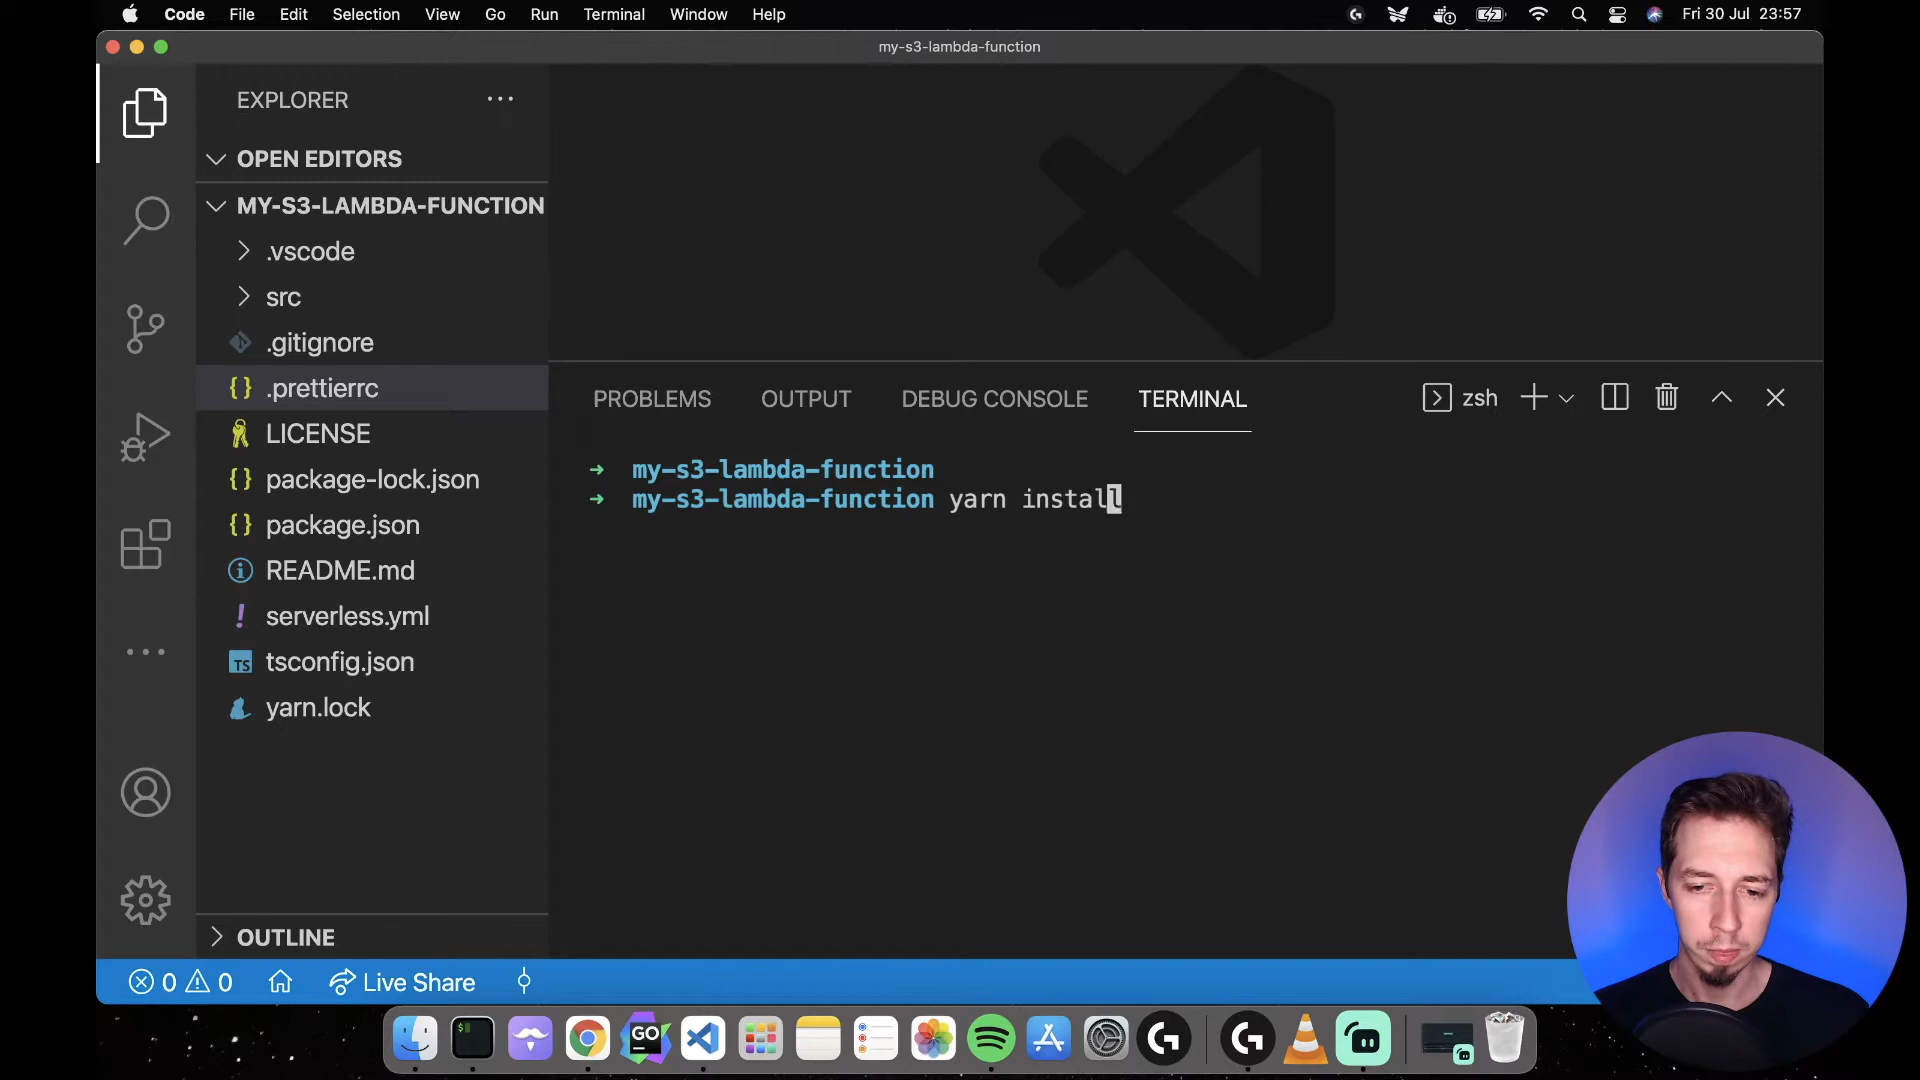 Code File Edit Selection View Go Run Terminal Window Help Fri 30 Jul 23:57
my-s3-lambda-function
EXPLORER
OPEN EDITORS
MY-S3-LAMBDA-FUNCTION
.vscode
src
.gitignore
.prettierrc
LICENSE
package-lock.json
package.json
README.md
serverless.yml
TS tsconfig.json
yarn.lock
OUTLINE
PROBLEMS OUTPUT DEBUG CONSOLE TERMINAL zsh
→ my-s3-lambda-function
→ my-s3-lambda-function yarn install
0 0 Live Share
$ GO